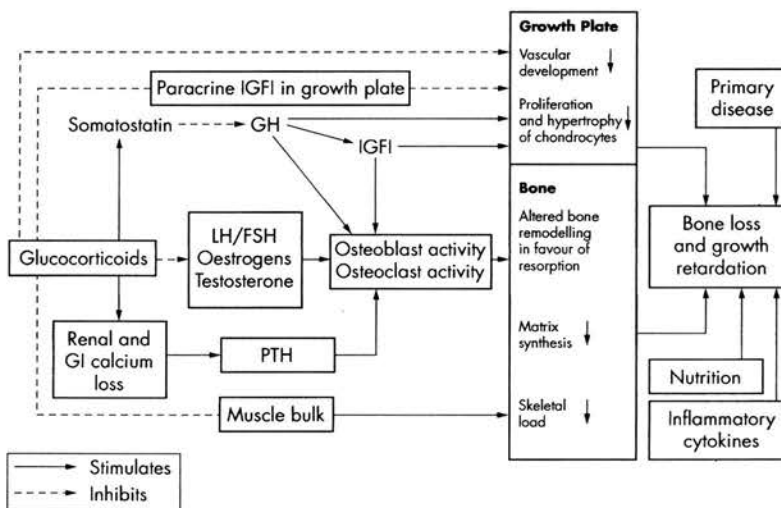 Growth Plate
Vascular
development
Proliferation
and hypertrophy
of chondrocytes
Paracrine IGFI in growth plate
Somatostatin
GH
IGFI
Primary
disease
Bone
Altered bone
remodelling
in favour of
resorption
Matrix
synthesis
Skeletal
load
Glucocorticoids
LH/FSH
Oestrogens
Testosterone
Osteoblast activity
Osteoclast activity
Bone loss
and growth
retardation
Renal and
GI calcium
loss
PTH
Muscle bulk
Nutrition
Inflammatory
cytokines
Stimulates
Inhibits